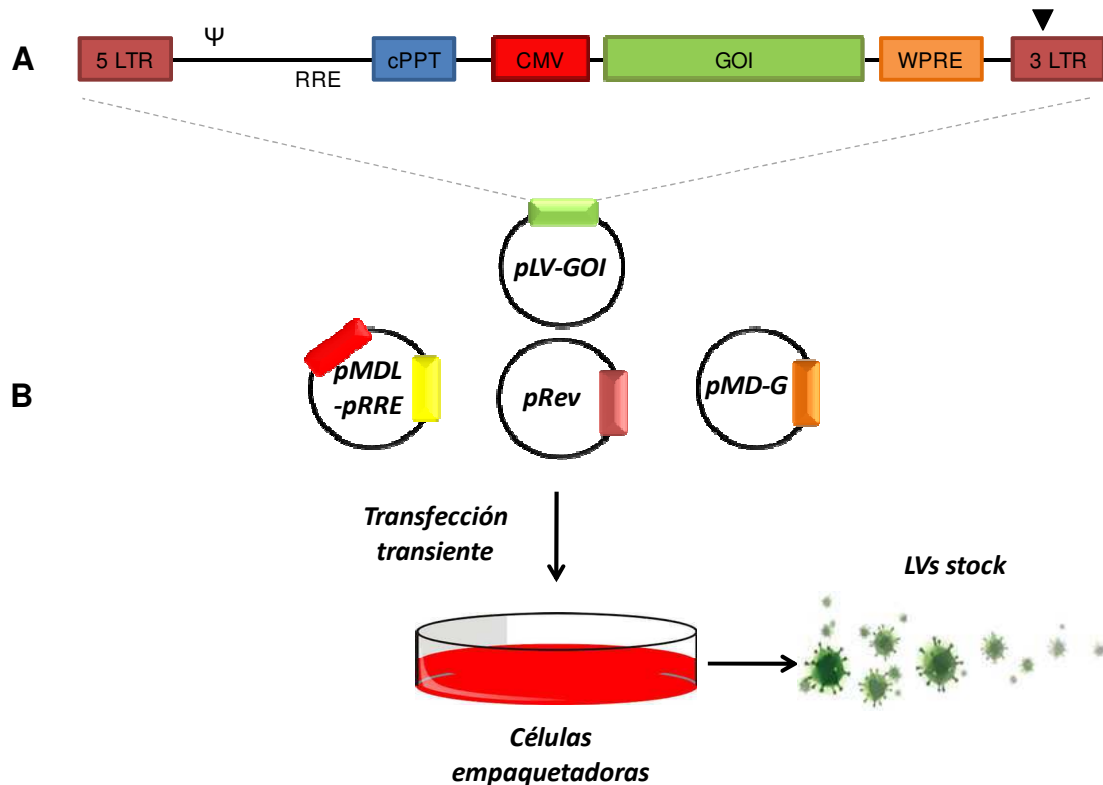 A
5 LTR
Ψ
RRE
cPPT
CMV
GOI
WPRE
3 LTR
pLV-GOI
B
pMDL
-pRRE
pRev
pMD-G
Transfección
transiente
LVs stock
Células
empaquetadoras